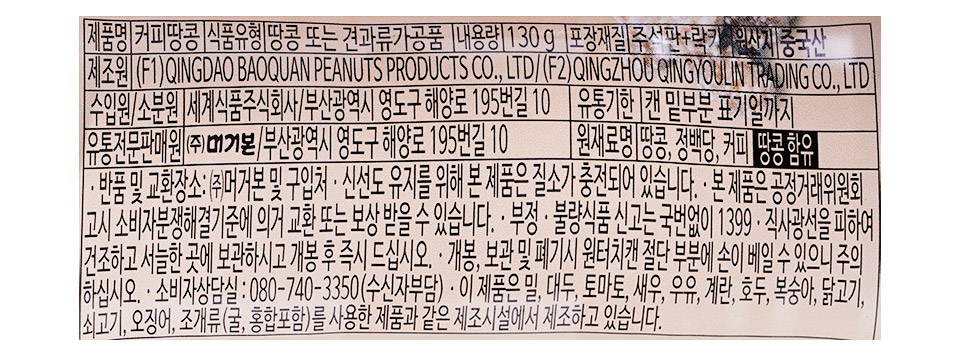 제품명 커피땅콩 식품유형 땅콩 또는 견과류가공품 내용량 130g 포장재질 주석판+락카 원산지 중국산
제조원 (F1)QINGDAO BAOQUAN PEANUTS PRODUCTS CO., LTD/(F2)QINGZHOU QINGYOULIN TRADING CO., LTD
수입원/소분원 세계식품주식회사/부산광역시 영도구 해양로 195번길 10 유통기한 캔 밑부분 표기일까지
유통전문판매원 ㈜머거본/부산광역시 영도구 해양로 195번길 10 원재료명 땅콩, 정백당, 커피 땅콩 함유
· 반품 및 교환장소: ㈜머거본 및 구입처 · 신선도 유지를 위해 본 제품은 질소가 충전되어 있습니다. · 본 제품은 공정거래위원회
고시 소비자분쟁해결기준에 의거 교환 또는 보상 받을 수 있습니다. · 부정 · 불량식품 신고는 국번없이 1399 · 직사광선을 피하여
건조하고 서늘한 곳에 보관하시고 개봉 후 즉시 드십시오. · 개봉, 보관 및 폐기시 원터치캔 절단 부분에 손이 베일 수 있으니 주의
하십시오. · 소비자상담실 : 080-740-3350(수신자부담) · 이 제품은 밀, 대두, 토마토, 새우, 우유, 계란, 호두, 복숭아, 닭고기,
쇠고기, 오징어, 조개류(굴, 홍합포함)를 사용한 제품과 같은 제조시설에서 제조하고 있습니다.